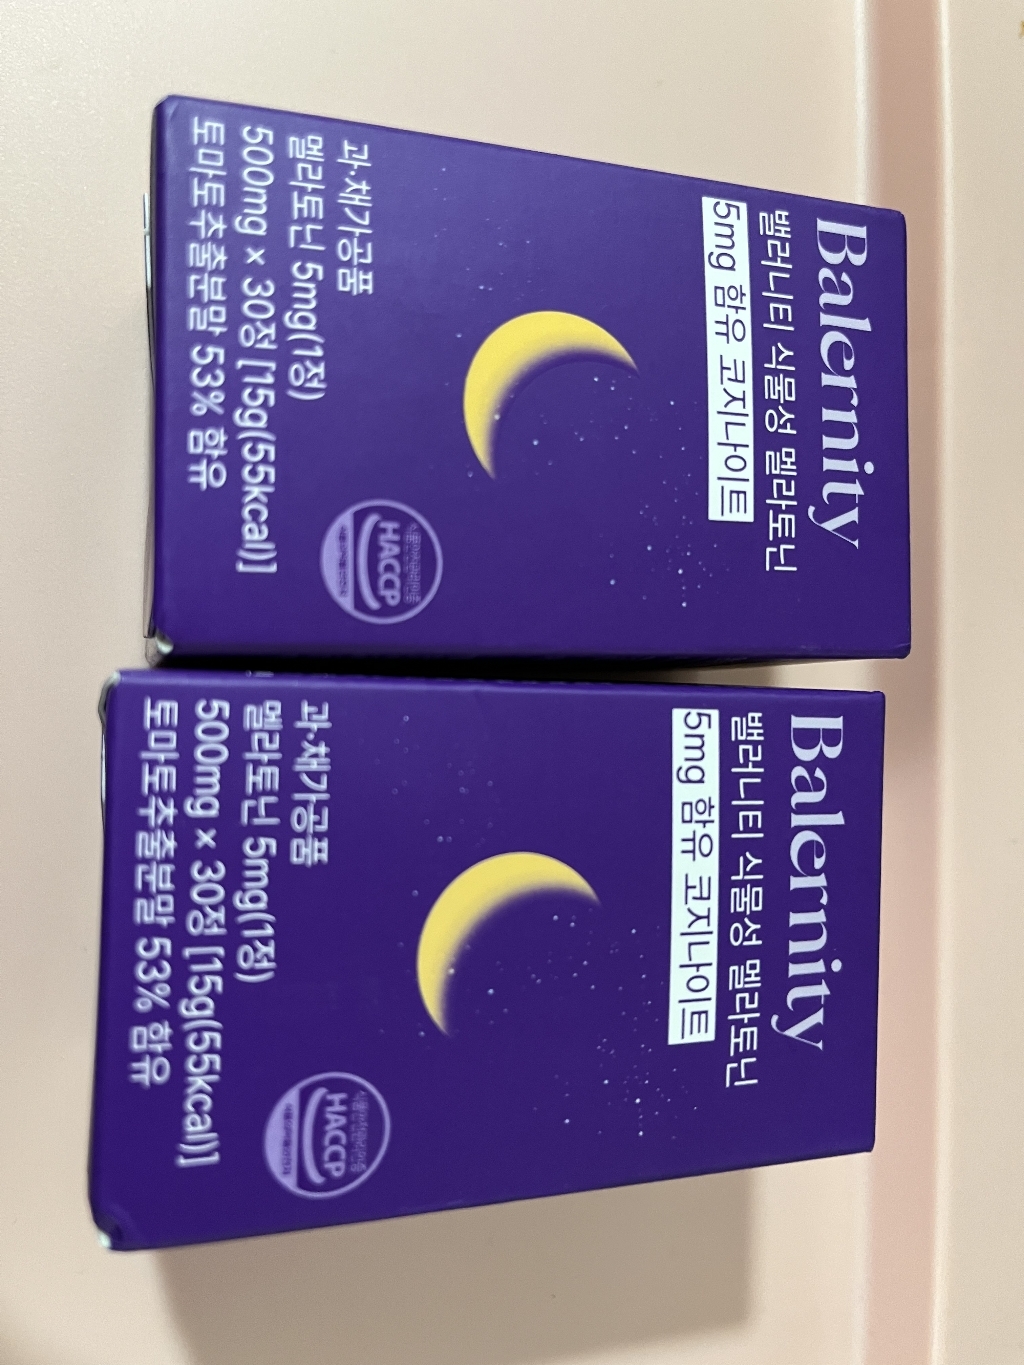 Balernity
밸러니티 식물성 멜라토닌
5mg 함유 코지나이트
과·채가공품
멜라토닌 5mg(1정)
500mg × 30정 [15g(55kcal)]
토마토추출분말 53% 함유
HACCP
Balernity
밸러니티 식물성 멜라토닌
5mg 함유 코지나이트
과·채가공품
멜라토닌 5mg(1정)
500mg × 30정 [15g(55kcal)]
토마토추출분말 53% 함유
HACCP